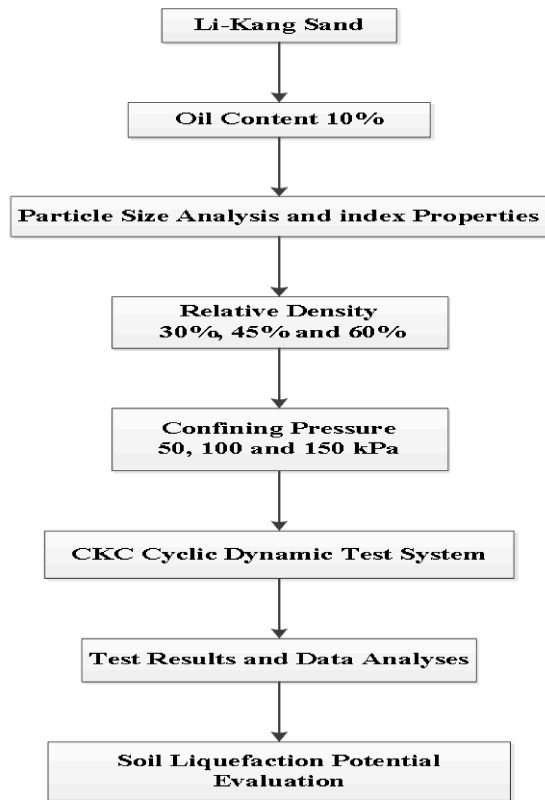 Li-Kang Sand
Oil Content 10%
Particle Size Analysis and index Properties
Relative Density
30%, 45% and 60%
Confining Pressure
50, 100 and 150 kPa
CKC Cyclic Dynamic Test System
Test Results and Data Analyses
Soil Liquefaction Potential
Evaluation